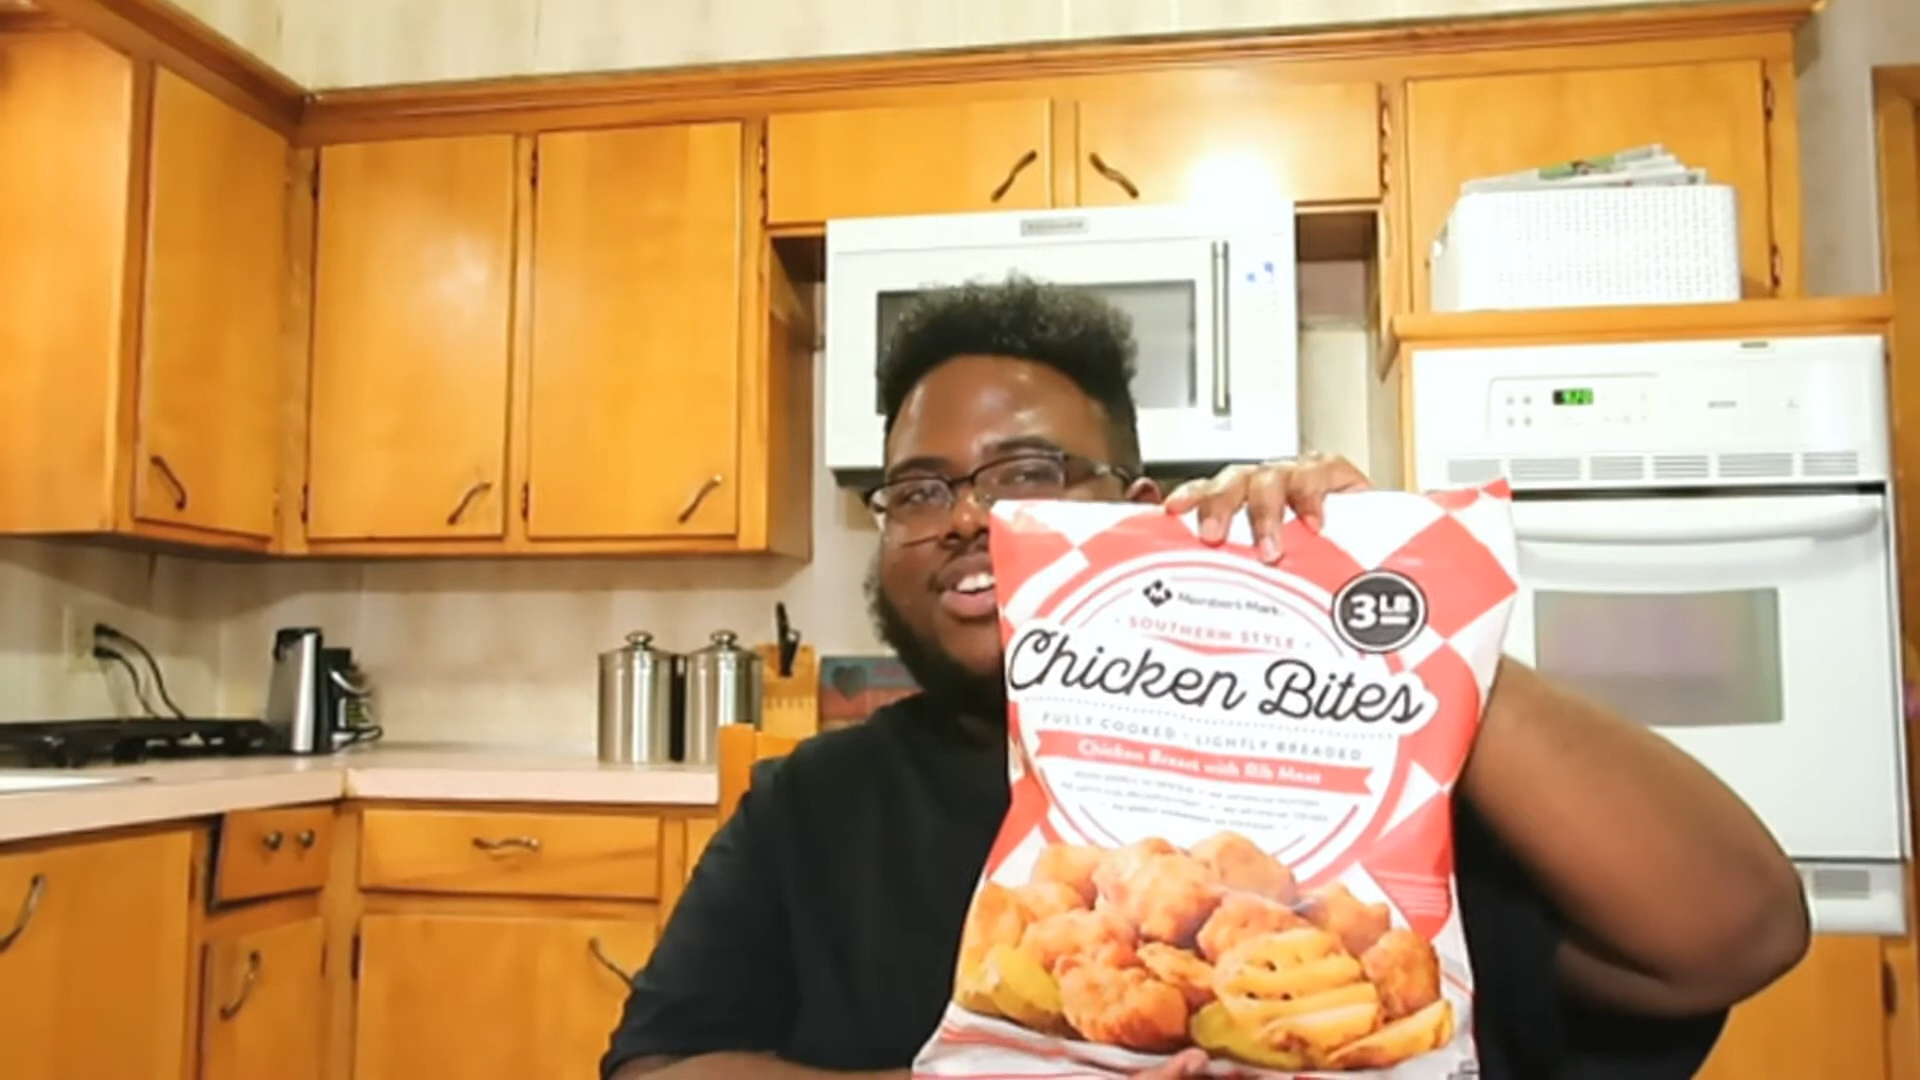 Member's Mark
SOUTHERN STYLE
3 LB
Chicken Bites
FULLY COOKED - LIGHTLY BREADED
Chicken Breast with Rib Meat